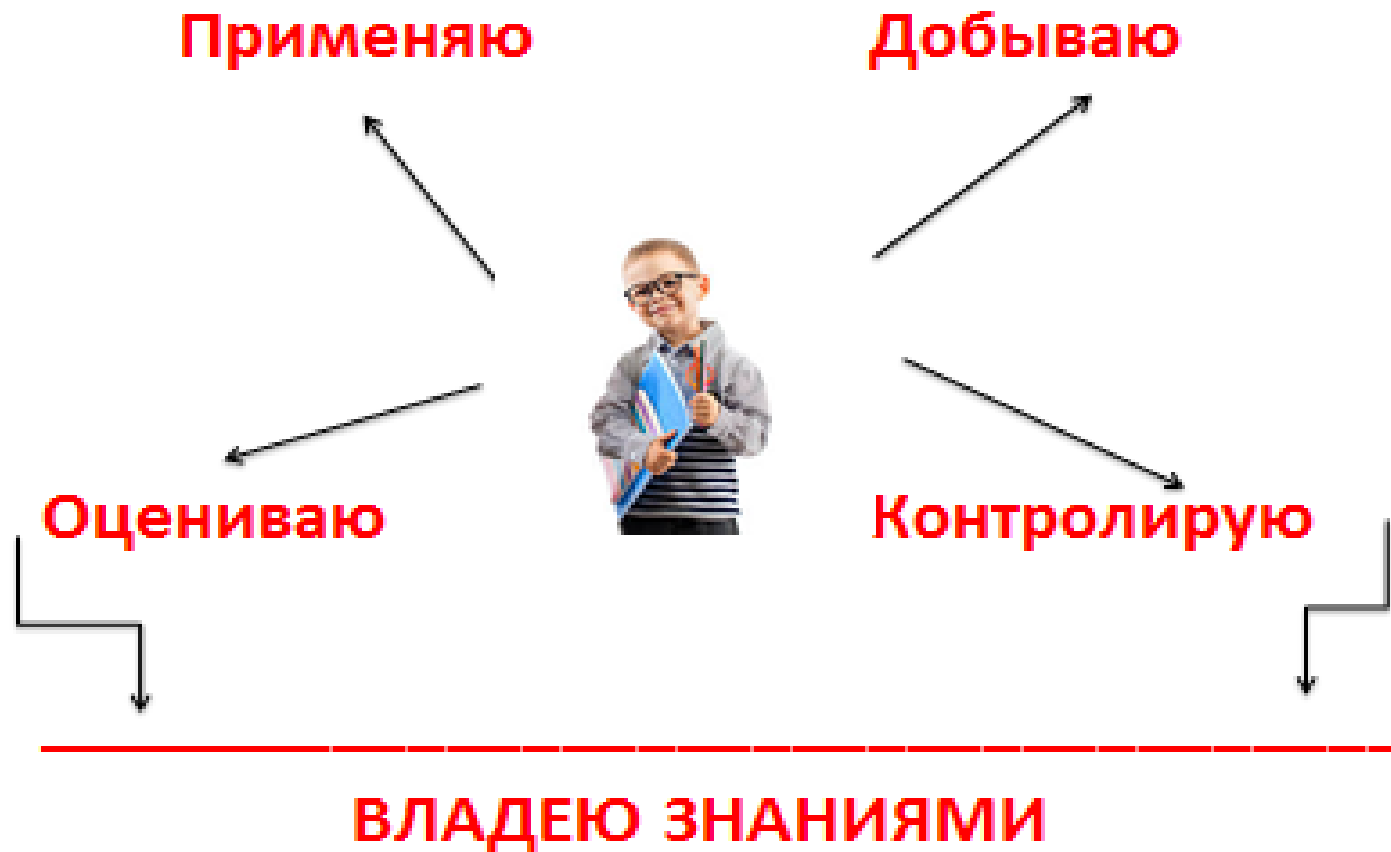 Применяю
Добываю
Оцениваю
Контролирую
ВЛАДЕЮ ЗНАНИЯМИ